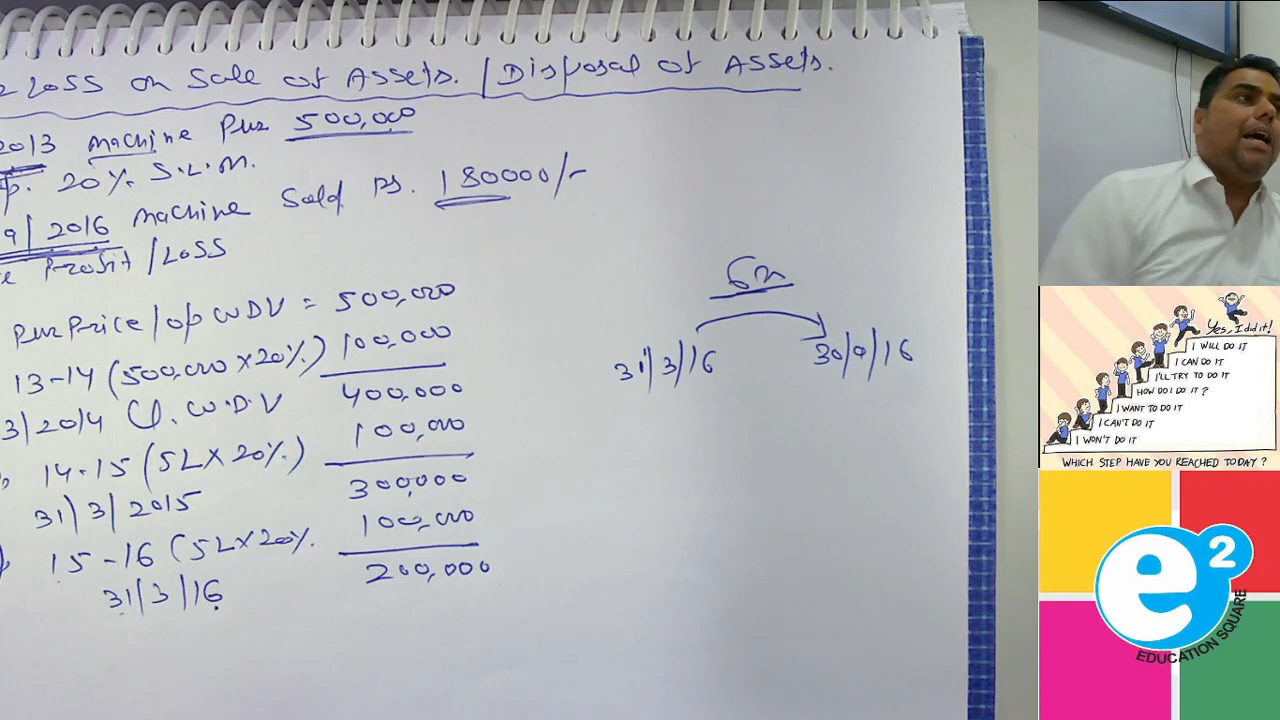 Loss on Sale of Assets. / Disposal of Assets.
2013 machine Pur 500,000
p. 20% S.L.M.
9/2016 machine Sold Rs. 180000/-
Profit / Loss
Pur Price / op W D V = 500,000
13-14 (500,000 x 20%) 100,000
400,000
3/2014 Cl. W.D.V
14-15 (5L x 20%) 100,000
31/3/2015 300,000
15-16 (5L x 20%. 100,000
31/3/16 200,000
6m
31/3/16 30/9/16
Yes, I did it!
I WILL DO IT
I CAN DO IT
I'LL TRY TO DO IT
HOW DO I DO IT ?
I WANT TO DO IT
I CAN'T DO IT
I WON'T DO IT
WHICH STEP HAVE YOU REACHED TODAY ?
e2
EDUCATION SQUARE